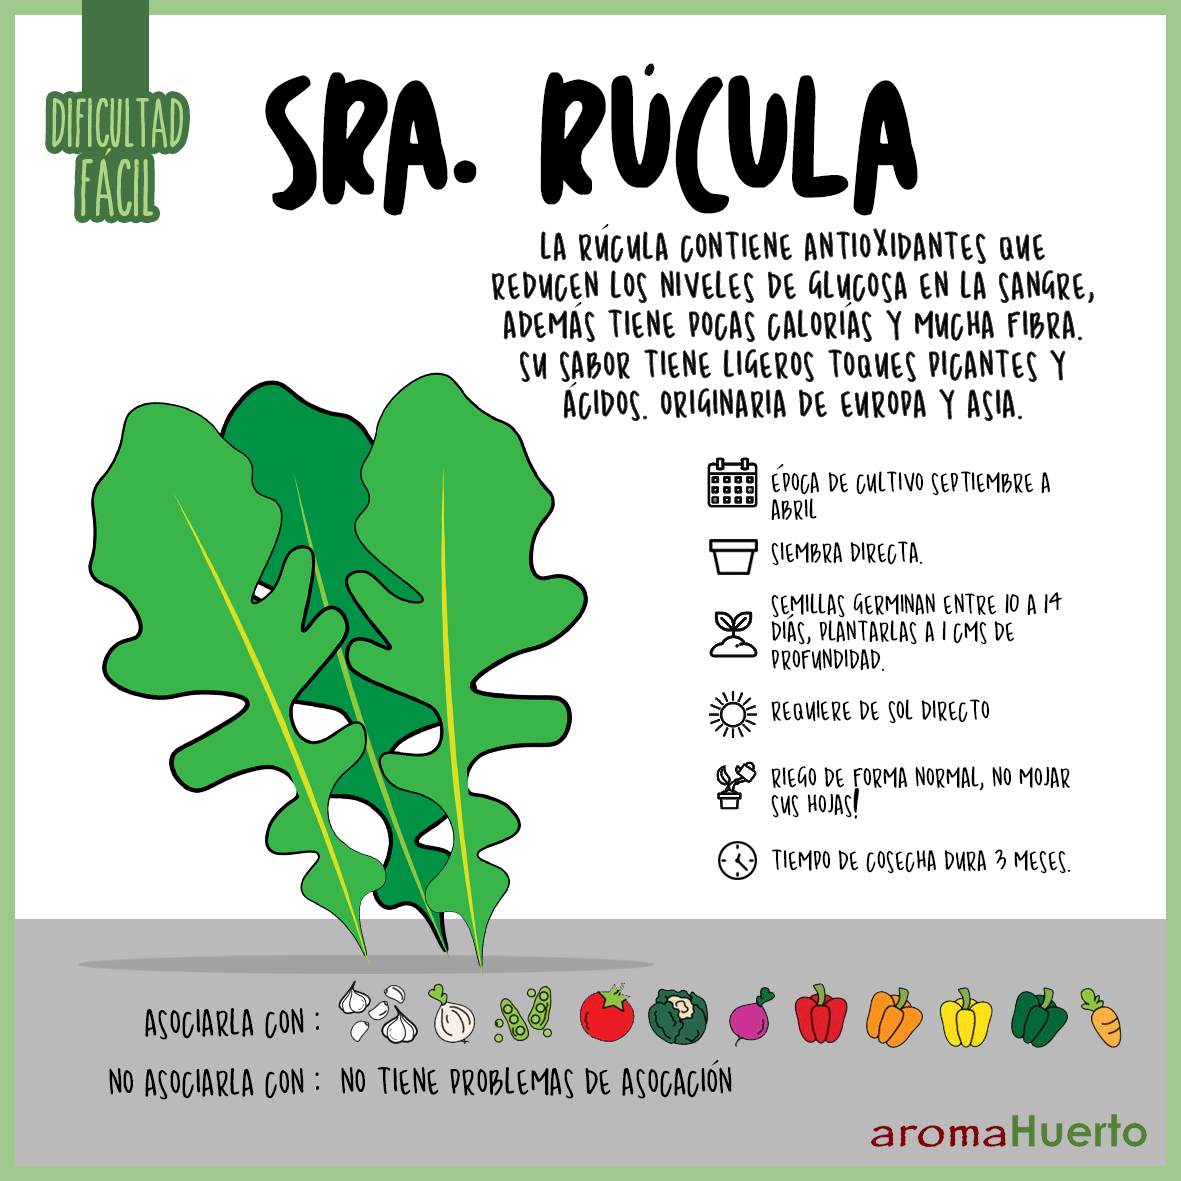 DIFICULTAD
FÁCIL
SRA. RÚCULA
LA RÚCULA CONTIENE ANTIOXIDANTES QUE
REDUCEN LOS NIVELES DE GLUCOSA EN LA SANGRE,
ADEMÁS TIENE POCAS CALORÍAS Y MUCHA FIBRA.
SU SABOR TIENE LIGEROS TOQUES PICANTES Y
ÁCIDOS. ORIGINARIA DE EUROPA Y ASIA.
ÉPOCA DE CULTIVO SEPTIEMBRE A
ABRIL
SIEMBRA DIRECTA.
SEMILLAS GERMINAN ENTRE 10 A 14
DÍAS, PLANTARLAS A 1 CMS DE
PROFUNDIDAD.
REQUIERE DE SOL DIRECTO
RIEGO DE FORMA NORMAL, NO MOJAR
SUS HOJAS!
TIEMPO DE COSECHA DURA 3 MESES.
ASOCIARLA CON :
NO ASOCIARLA CON : NO TIENE PROBLEMAS DE ASOCACIÓN
aromaHuerto